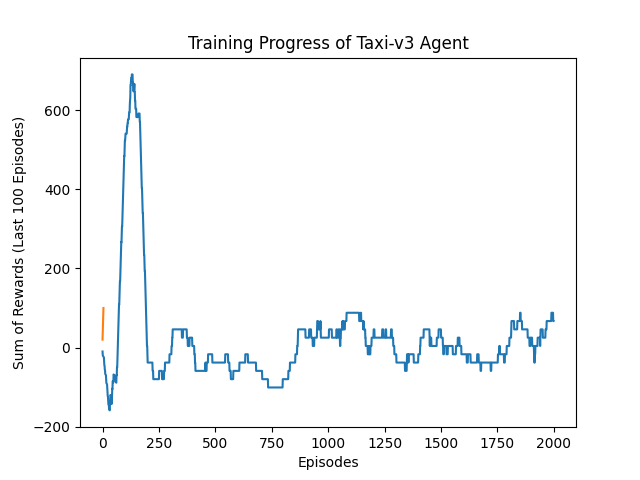 Training Progress of Taxi-v3 Agent
Sum of Rewards (Last 100 Episodes)
600
400
200
0
−200
0 250 500 750 1000 1250 1500 1750 2000
Episodes